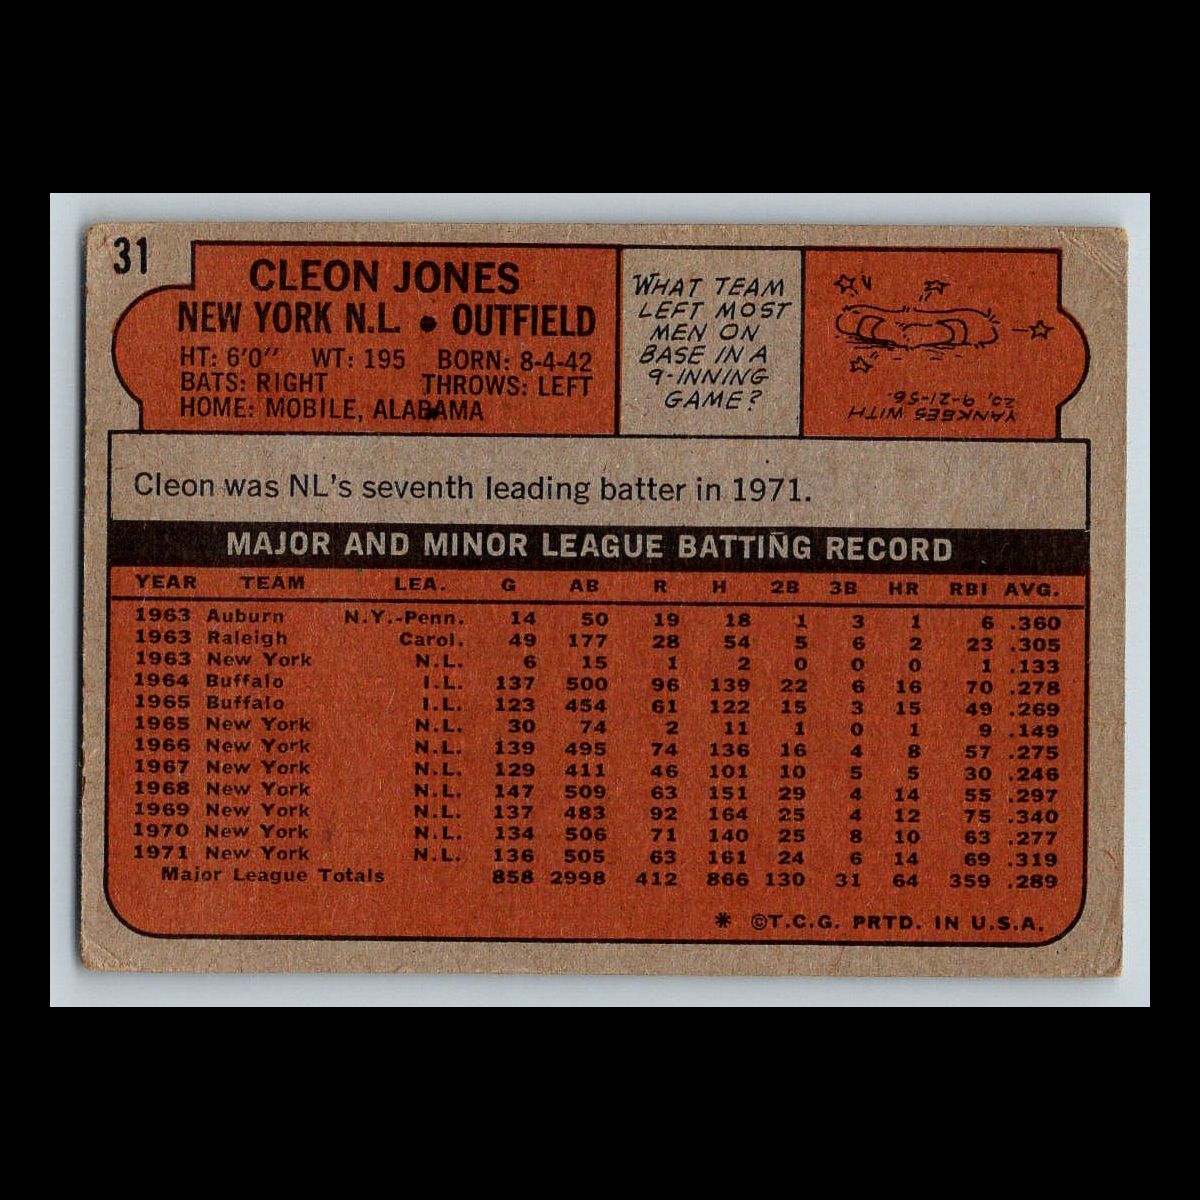 31
CLEON JONES
NEW YORK N.L. • OUTFIELD
HT: 6'0" WT: 195 BORN: 8-4-42
BATS: RIGHT THROWS: LEFT
HOME: MOBILE, ALABAMA
WHAT TEAM
LEFT MOST
MEN ON
BASE IN A
9-INNING
GAME?
YANKEES WITH
20, 9-21-56.
Cleon was NL's seventh leading batter in 1971.
MAJOR AND MINOR LEAGUE BATTING RECORD
YEAR TEAM LEA. G AB R H 2B 3B HR RBI AVG.
1963 Auburn N.Y.-Penn. 14 50 19 18 1 3 1 6 .360
1963 Raleigh Carol. 49 177 28 54 5 6 2 23 .305
1963 New York N.L. 6 15 1 2 0 0 0 1 .133
1964 Buffalo I.L. 137 500 96 139 22 6 16 70 .278
1965 Buffalo I.L. 123 454 61 122 15 3 15 49 .269
1965 New York N.L. 30 74 2 11 1 0 1 9 .149
1966 New York N.L. 139 495 74 136 16 4 8 57 .275
1967 New York N.L. 129 411 46 101 10 5 5 30 .246
1968 New York N.L. 147 509 63 151 29 4 14 55 .297
1969 New York N.L. 137 483 92 164 25 4 12 75 .340
1970 New York N.L. 134 506 71 140 25 8 10 63 .277
1971 New York N.L. 136 505 63 161 24 6 14 69 .319
Major League Totals 858 2998 412 866 130 31 64 359 .289
* ©T.C.G. PRTD. IN U.S.A.